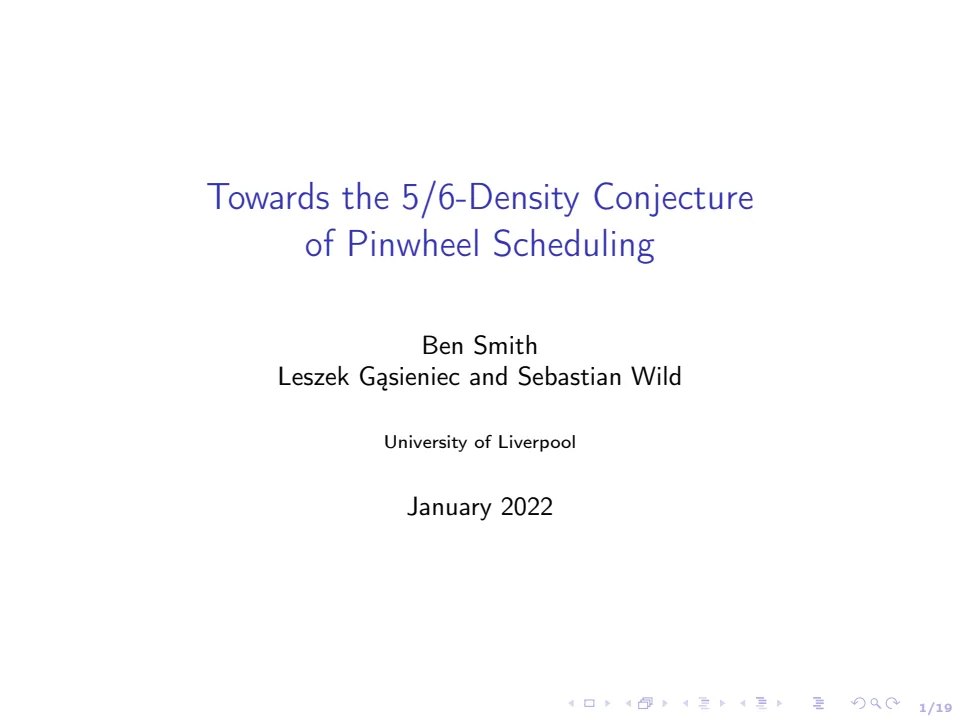 Towards the 5/6-Density Conjecture
of Pinwheel Scheduling
Ben Smith
Leszek Gąsieniec and Sebastian Wild
University of Liverpool
January 2022
1/19